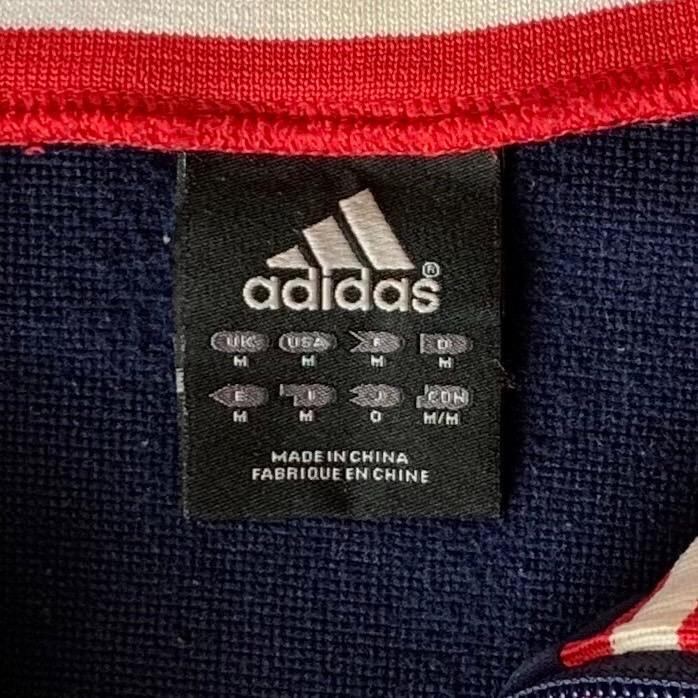 adidas®
UK USA F D
M M M M
E I J CDN
M M O M/M
MADE IN CHINA
FABRIQUE EN CHINE